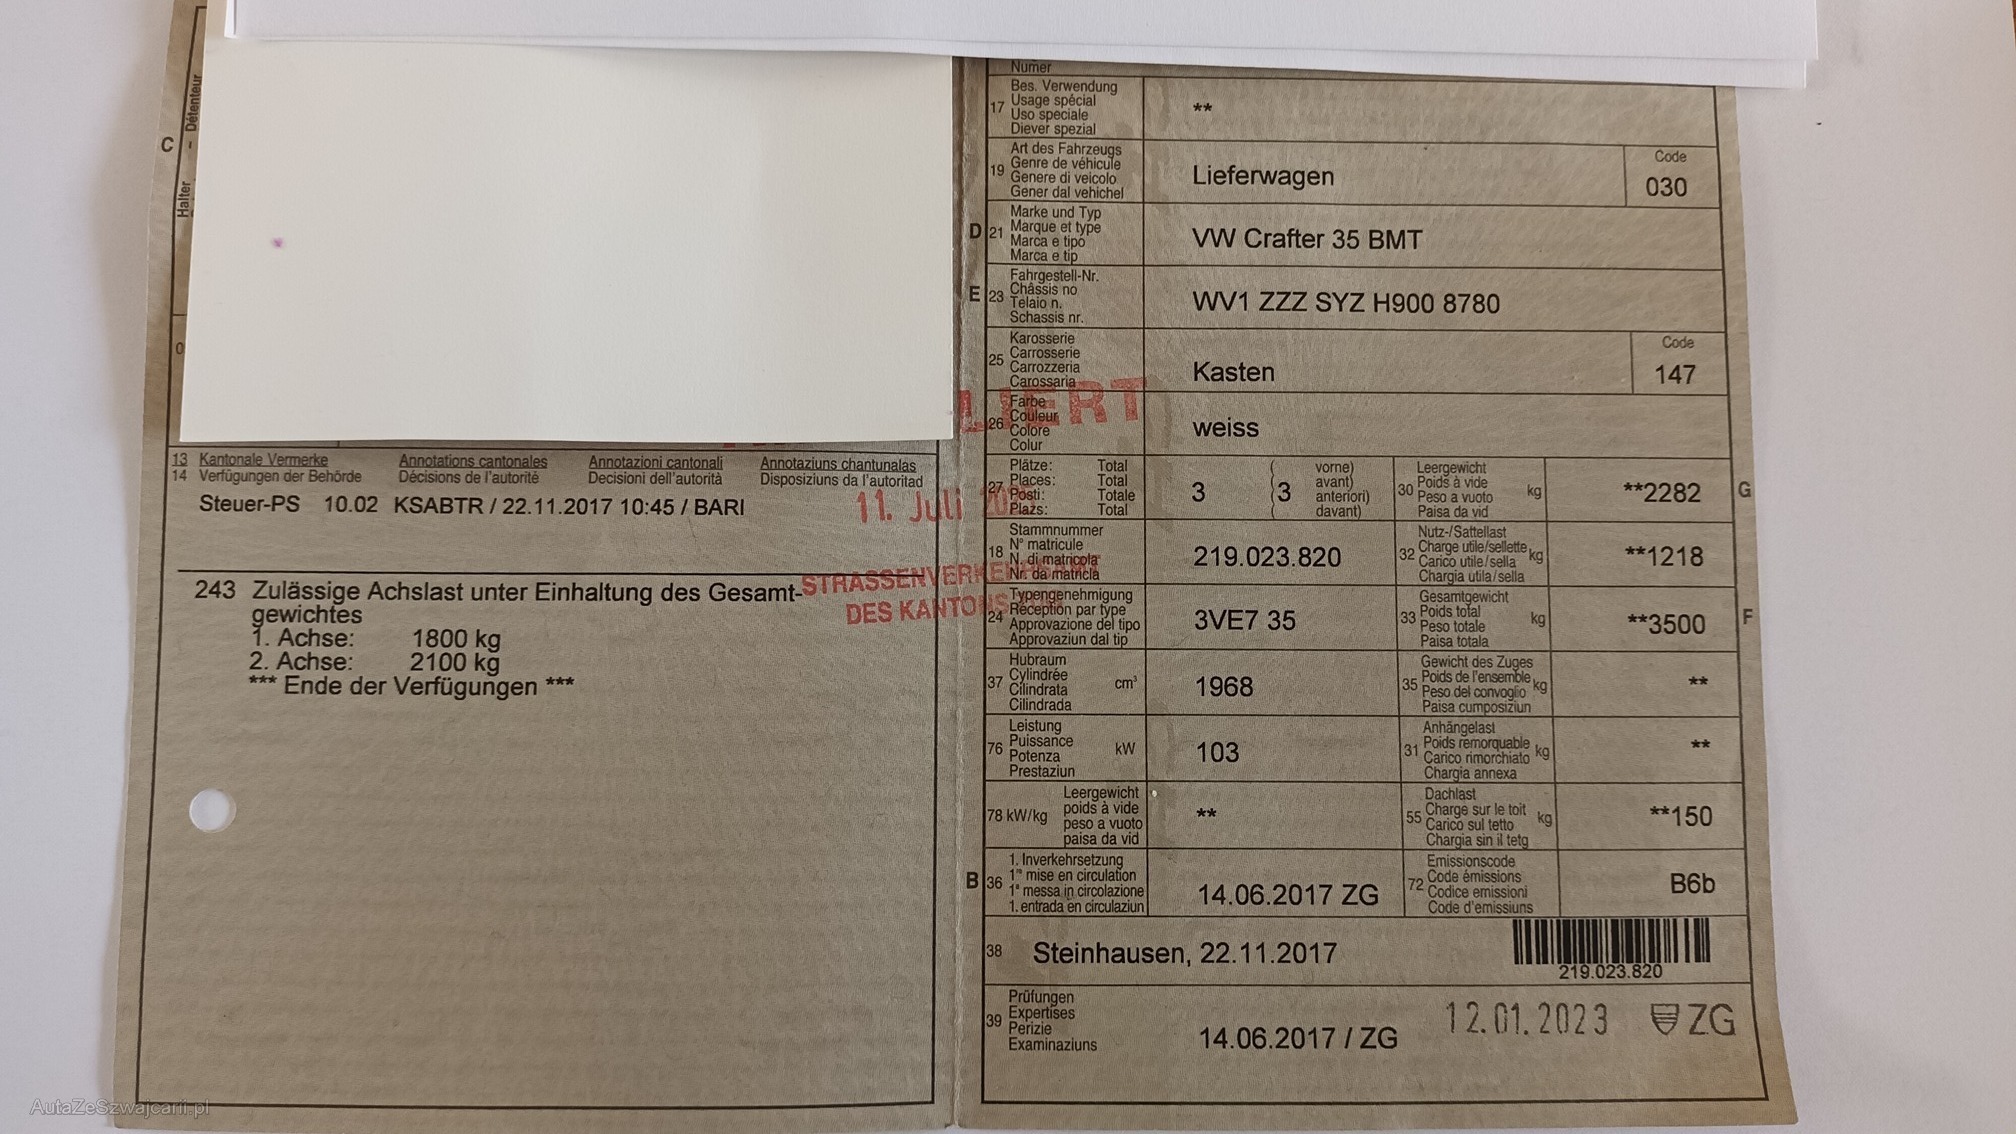 C
Halter - Détenteur
13 Kantonale Vermerke Annotations cantonales Annotazioni cantonali Annotaziuns chantunalas
14 Verfügungen der Behörde Décisions de l'autorité Decisioni dell'autorità Disposiziuns da l'autoritad
Steuer-PS 10.02 KSABTR / 22.11.2017 10:45 / BARI
11. Juli
243 Zulässige Achslast unter Einhaltung des Gesamt-
gewichtes
1. Achse: 1800 kg
2. Achse: 2100 kg
*** Ende der Verfügungen ***
DES KANTONS
Numer
17 Bes. Verwendung
Usage spécial
Uso speciale
Diever spezial
**
19 Art des Fahrzeugs
Genre de véhicule
Genere di veicolo
Gener dal vehichel
Lieferwagen
Code
030
D 21 Marke und Typ
Marque et type
Marca e tipo
Marca e tip
VW Crafter 35 BMT
E 23 Fahrgestell-Nr.
Châssis no
Telaio n.
Schassis nr.
WV1 ZZZ SYZ H900 8780
25 Karosserie
Carrosserie
Carrozzeria
Carossaria
Kasten
Code
147
LIERT
26 Farbe
Couleur
Colore
Colur
weiss
27 Plätze: Total
Places: Total
Posti: Totale
Plazs: Total
3
( vorne)
( avant)
3
( anteriori)
( davant)
30 Leergewicht
Poids à vide
Peso a vuoto
Paisa da vid
kg
**2282
G
18 Stammnummer
N° matricule
N. di matricola
Nr. da matricla
219.023.820
32 Nutz-/Sattellast
Charge utile/sellette
Carico utile/sella
Chargia utila/sella
kg
**1218
24 Typengenehmigung
Réception par type
Approvazione del tipo
Approvaziun dal tip
3VE7 35
33 Gesamtgewicht
Poids total
Peso totale
Paisa totala
kg
**3500
F
37 Hubraum
Cylindrée
Cilindrata
Cilindrada
cm³
1968
35 Gewicht des Zuges
Poids de l'ensemble
Peso del convoglio
Paisa cumposiziun
kg
**
76 Leistung
Puissance
Potenza
Prestaziun
kW
103
31 Anhängelast
Poids remorquable
Carico rimorchiato
Chargia annexa
kg
**
78 kW/kg
Leergewicht
poids à vide
peso a vuoto
paisa da vid
**
55 Dachlast
Charge sur le toit
Carico sul tetto
Chargia sin il tetg
kg
**150
B 36 1. Inverkehrsetzung
1re mise en circulation
1a messa in circolazione
1. entrada en circulaziun
14.06.2017 ZG
72 Emissionscode
Code émissions
Codice emissioni
Code d'emissiuns
B6b
38 Steinhausen, 22.11.2017
219.023.820
39 Prüfungen
Expertises
Perizie
Examinaziuns
14.06.2017 / ZG
12.01.2023 ZG
AutaZeSzwajcarii.pl